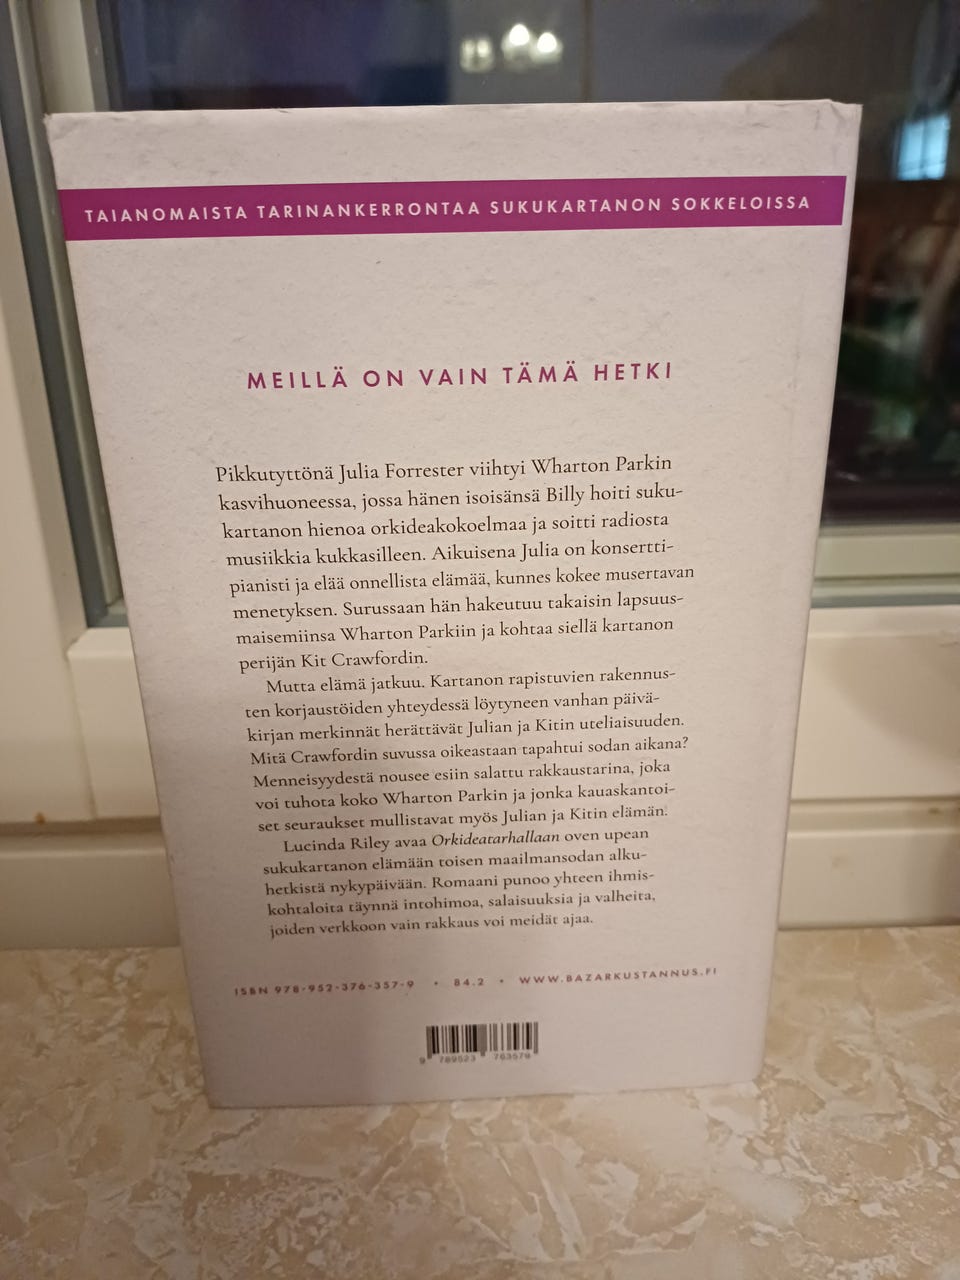 TAIANOMAISTA TARINANKERRONTAA SUKUKARTANON SOKKELOISSA
MEILLÄ ON VAIN TÄMÄ HETKI
Pikkutyttönä Julia Forrester viihtyi Wharton Parkin
kasvihuoneessa, jossa hänen isoisänsä Billy hoiti suku-
kartanon hienoa orkideakokoelmaa ja soitti radiosta
musiikkia kukkasilleen. Aikuisena Julia on konsertti-
pianisti ja elää onnellista elämää, kunnes kokee musertavan
menetyksen. Surussaan hän hakeutuu takaisin lapsuus-
maisemiinsa Wharton Parkiin ja kohtaa siellä kartanon
perijän Kit Crawfordin.
Mutta elämä jatkuu. Kartanon rapistuvien rakennus-
ten korjaustöiden yhteydessä löytyneen vanhan päivä-
kirjan merkinnät herättävät Julian ja Kitin uteliaisuuden.
Mitä Crawfordin suvussa oikeastaan tapahtui sodan aikana?
Menneisyydestä nousee esiin salattu rakkaustarina, joka
voi tuhota koko Wharton Parkin ja jonka kauaskantoi-
set seuraukset mullistavat myös Julian ja Kitin elämän.
Lucinda Riley avaa Orkideatarhallaan oven upean
sukukartanon elämään toisen maailmansodan alku-
hetkistä nykypäivään. Romaani punoo yhteen ihmis-
kohtaloita täynnä intohimoa, salaisuuksia ja valheita,
joiden verkkoon vain rakkaus voi meidät ajaa.
ISBN 978-952-376-357-9 • 84.2 • WWW.BAZARKUSTANNUS.FI
9 789523 763579